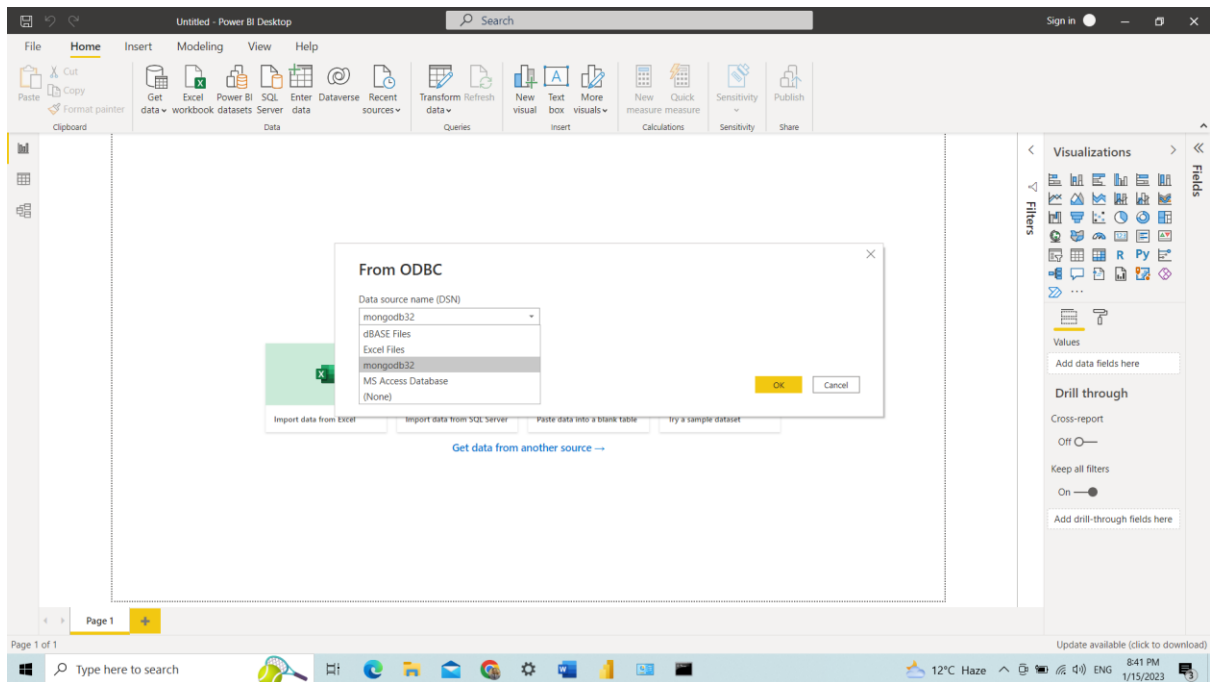 Untitled - Power BI Desktop
Search
Sign in
File Home Insert Modeling View Help
Paste
Cut
Copy
Format painter
Clipboard
Get data
Excel workbook
Power BI datasets
SQL Server
Enter data
Dataverse
Recent sources
Data
Transform data
Refresh
Queries
New visual
Text box
More visuals
Insert
New measure
Quick measure
Calculations
Sensitivity
Sensitivity
Publish
Share
From ODBC
Data source name (DSN)
mongodb32
dBASE Files
Excel Files
mongodb32
MS Access Database
(None)
OK
Cancel
Import data from Excel
Import data from SQL Server
Paste data into a blank table
Try a sample dataset
Get data from another source →
Filters
Visualizations
R Py
Values
Add data fields here
Drill through
Cross-report
Off
Keep all filters
On
Add drill-through fields here
Fields
Page 1
Page 1 of 1
Update available (click to download)
Type here to search
12°C Haze
ENG
8:41 PM
1/15/2023
3